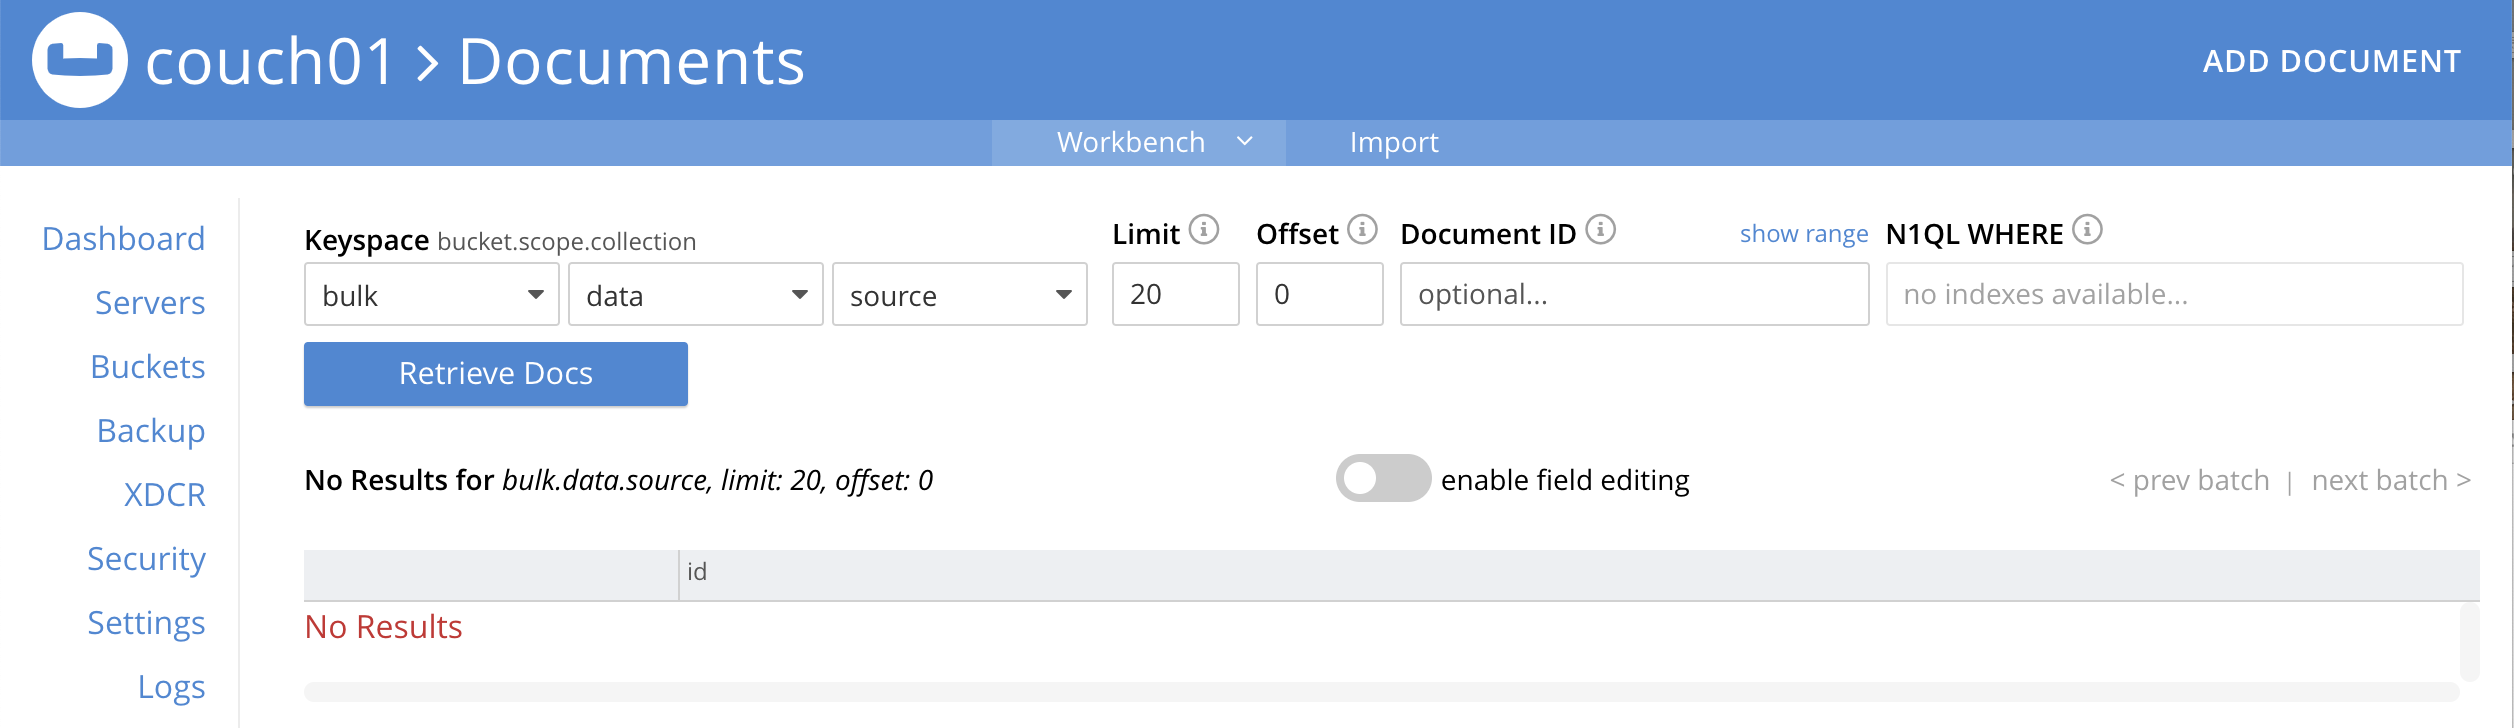 couch01 > Documents
ADD DOCUMENT
Workbench
Import
Dashboard
Servers
Buckets
Backup
XDCR
Security
Settings
Logs
Keyspace bucket.scope.collection
Limit
Offset
Document ID
show range
N1QL WHERE
bulk
data
source
20
0
optional...
no indexes available...
Retrieve Docs
No Results for bulk.data.source, limit: 20, offset: 0
enable field editing
< prev batch | next batch >
id
No Results